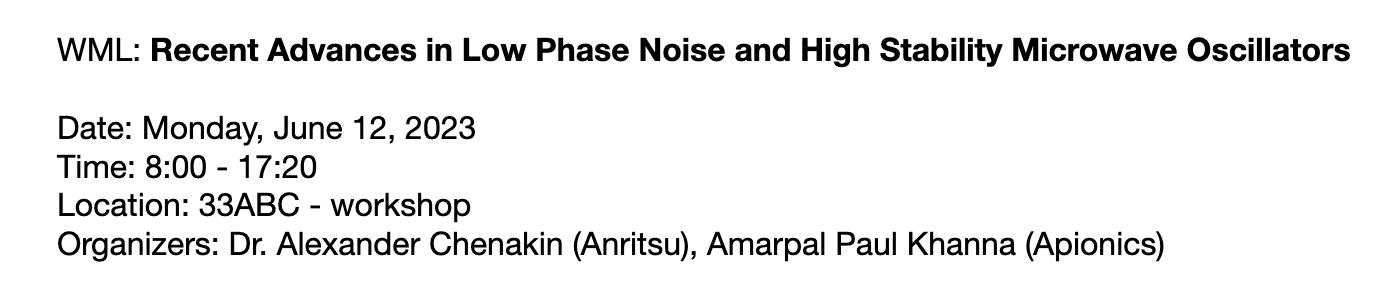 WML: Recent Advances in Low Phase Noise and High Stability Microwave Oscillators
Date: Monday, June 12, 2023
Time: 8:00 - 17:20
Location: 33ABC - workshop
Organizers: Dr. Alexander Chenakin (Anritsu), Amarpal Paul Khanna (Apionics)